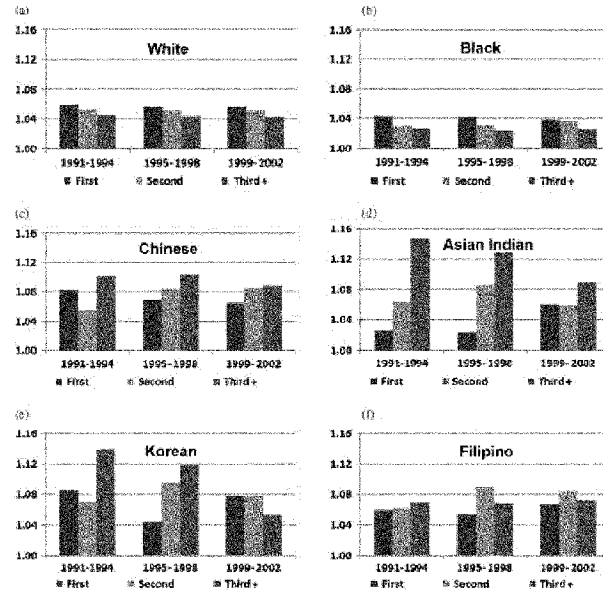 (a)
White
1.16
1.12
1.08
1.04
1.00
1991-1994 1995-1998 1999-2002
First Second Third+
(b)
Black
1.16
1.12
1.08
1.04
1.00
1991-1994 1995-1998 1999-2002
First Second Third+
(c)
Chinese
1.16
1.12
1.08
1.04
1.00
1991-1994 1995-1998 1999-2002
First Second Third+
(d)
Asian Indian
1.16
1.12
1.08
1.04
1.00
1991-1994 1995-1998 1999-2002
First Second Third+
(e)
Korean
1.16
1.12
1.08
1.04
1.00
1991-1994 1995-1998 1999-2002
First Second Third+
(f)
Filipino
1.16
1.12
1.08
1.04
1.00
1991-1994 1995-1998 1999-2002
First Second Third+